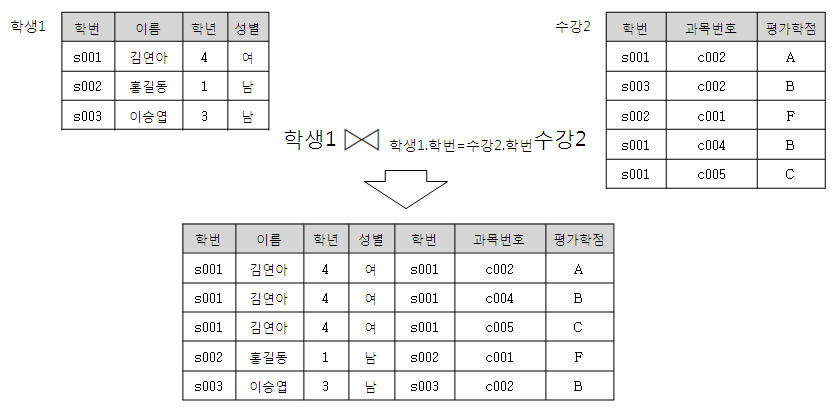 학생1
학번 이름 학년 성별
s001 김연아 4 여
s002 홍길동 1 남
s003 이승엽 3 남
수강2
학번 과목번호 평가학점
s001 c002 A
s003 c002 B
s002 c001 F
s001 c004 B
s001 c005 C
학생1 ⋈ 학생1.학번=수강2.학번 수강2
학번 이름 학년 성별 학번 과목번호 평가학점
s001 김연아 4 여 s001 c002 A
s001 김연아 4 여 s001 c004 B
s001 김연아 4 여 s001 c005 C
s002 홍길동 1 남 s002 c001 F
s003 이승엽 3 남 s003 c002 B